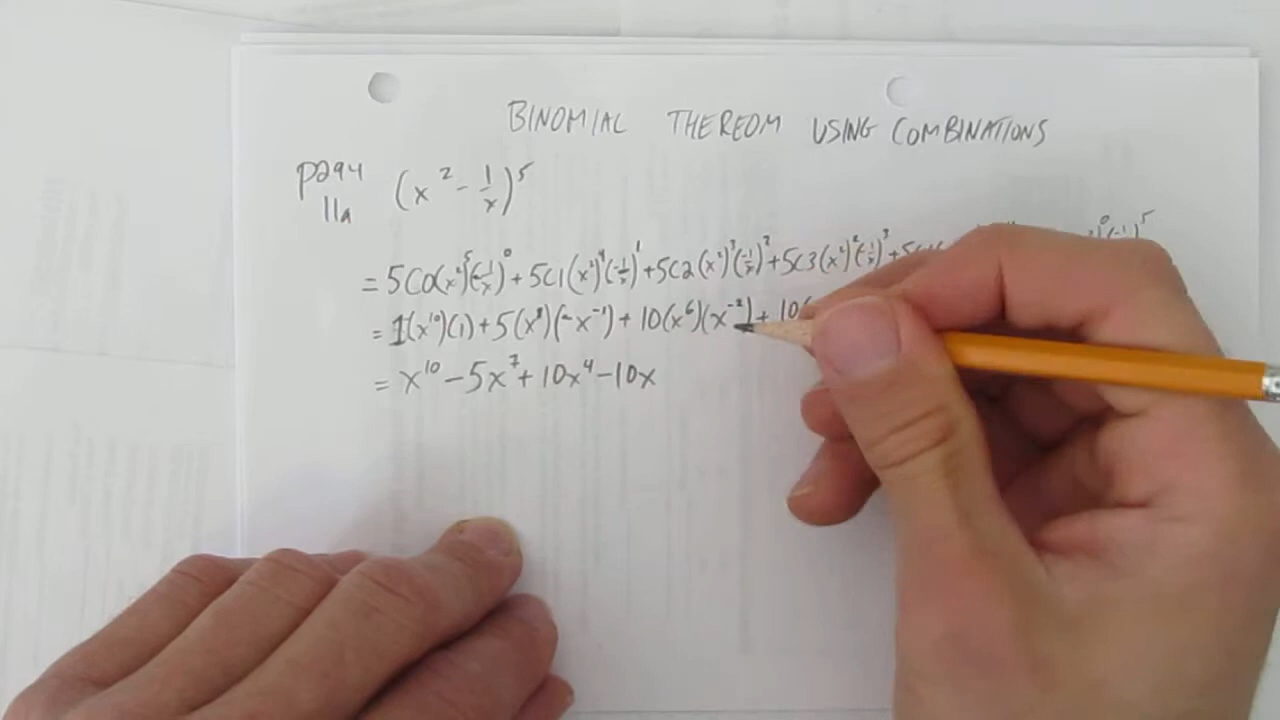 BINOMIAL THEREOM USING COMBINATIONS
p294
11a
(x² - 1/x)⁵
= 5C0(x²)⁵(-1/x)⁰ + 5C1(x²)⁴(-1/x)¹ + 5C2(x²)³(-1/x)² + 5C3(x²)²(-1/x)³ +
= 1(x¹⁰)(1) + 5(x⁸)(-x⁻¹) + 10(x⁶)(x⁻²) + 10(
= x¹⁰ - 5x⁷ + 10x⁴ - 10x